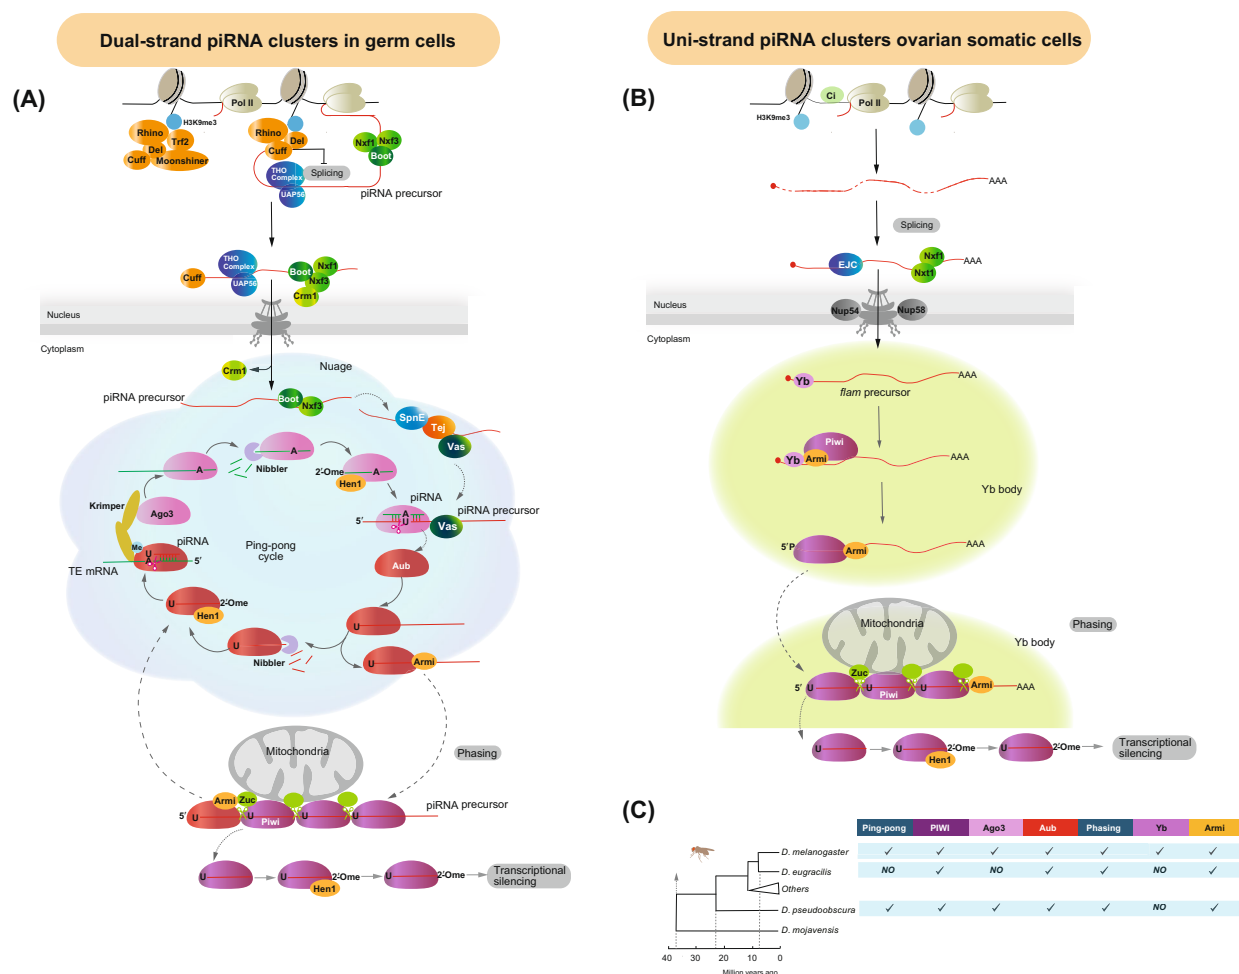 Dual-strand piRNA clusters in germ cells
(A)
Pol II
H3K9me3
Rhino
Trf2
Del
Cuff
Moonshiner
Rhino
Del
Cuff
THO
Complex
UAP56
Splicing
Nxf1
Nxf3
Boot
piRNA precursor
Cuff
THO
Complex
UAP56
Boot
Nxf1
Nxf3
Crm1
Nucleus
Cytoplasm
Crm1
Nuage
piRNA precursor
Boot
Nxf3
SpnE
Tej
Vas
A
Nibbler
A
2'-Ome
A
Hen1
Krimper
Ago3
piRNA
A
U
5'
Vas
piRNA precursor
Me
U
A
piRNA
5'
TE mRNA
Ping-pong
cycle
Aub
U
2'-Ome
Hen1
U
Nibbler
U
U
Armi
Mitochondria
Phasing
Armi
Zuc
5'
U
U
Piwi
U
U
piRNA precursor
U
U
2'-Ome
Hen1
U
2'-Ome
Transcriptional
silencing
Uni-strand piRNA clusters ovarian somatic cells
(B)
Ci
Pol II
H3K9me3
AAA
Splicing
EJC
Nxf1
Nxt1
AAA
Nucleus
Nup54
Nup58
Cytoplasm
Yb
AAA
flam precursor
Piwi
Yb
Armi
AAA
Yb body
5'P
Armi
AAA
Mitochondria
Phasing
Yb body
Zuc
5'
U
U
Piwi
U
Armi
AAA
U
U
2'-Ome
Hen1
U
2'-Ome
Transcriptional
silencing
(C)
Ping-pong PIWI Ago3 Aub Phasing Yb Armi
D. melanogaster ✓ ✓ ✓ ✓ ✓ ✓ ✓
D. eugracilis NO ✓ NO ✓ ✓ NO ✓
Others
D. pseudoobscura ✓ ✓ ✓ ✓ ✓ NO ✓
D. mojavensis
40 30 20 10 0
Million years ago